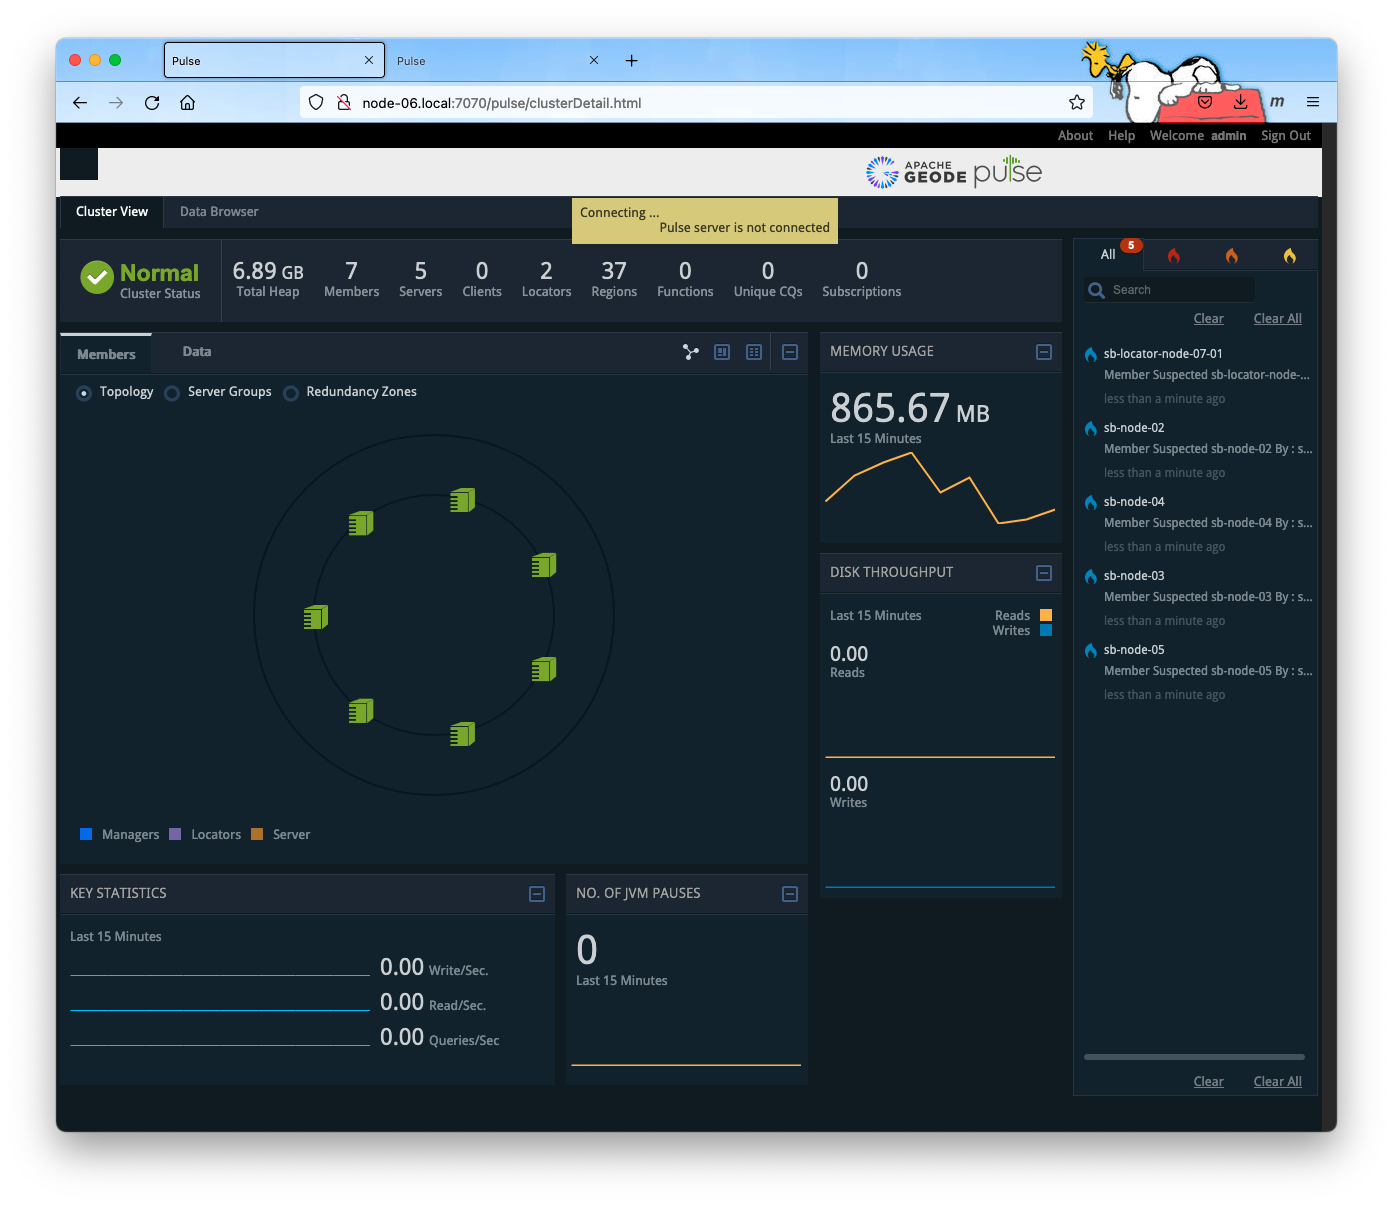 Pulse
Pulse
node-06.local:7070/pulse/clusterDetail.html
m
About Help Welcome admin Sign Out
APACHE
GEODE pulse
Cluster View Data Browser
Connecting ...
Pulse server is not connected
Normal
Cluster Status
6.89 GB
Total Heap
7
Members
5
Servers
0
Clients
2
Locators
37
Regions
0
Functions
0
Unique CQs
0
Subscriptions
Members Data
Topology Server Groups Redundancy Zones
Managers Locators Server
MEMORY USAGE
865.67 MB
Last 15 Minutes
DISK THROUGHPUT
Last 15 Minutes Reads
Writes
0.00
Reads
0.00
Writes
KEY STATISTICS
Last 15 Minutes
0.00 Write/Sec.
0.00 Read/Sec.
0.00 Queries/Sec
NO. OF JVM PAUSES
0
Last 15 Minutes
All 5
Search
Clear Clear All
sb-locator-node-07-01
Member Suspected sb-locator-node-...
less than a minute ago
sb-node-02
Member Suspected sb-node-02 By : s...
less than a minute ago
sb-node-04
Member Suspected sb-node-04 By : s...
less than a minute ago
sb-node-03
Member Suspected sb-node-03 By : s...
less than a minute ago
sb-node-05
Member Suspected sb-node-05 By : s...
less than a minute ago
Clear Clear All